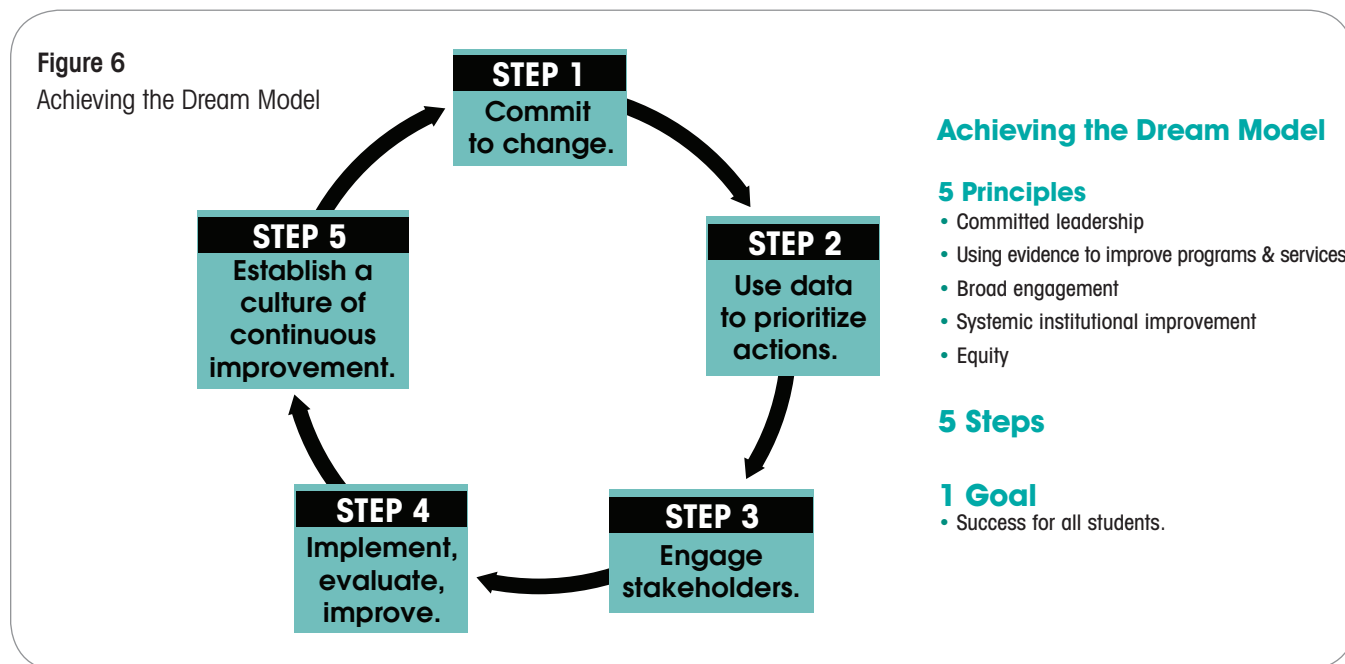 Figure 6
Achieving the Dream Model
STEP 1
Commit
to change.
STEP 2
Use data
to prioritize
actions.
STEP 3
Engage
stakeholders.
STEP 4
Implement,
evaluate,
improve.
STEP 5
Establish a
culture of
continuous
improvement.
Achieving the Dream Model
5 Principles
• Committed leadership
• Using evidence to improve programs & services
• Broad engagement
• Systemic institutional improvement
• Equity
5 Steps
1 Goal
• Success for all students.